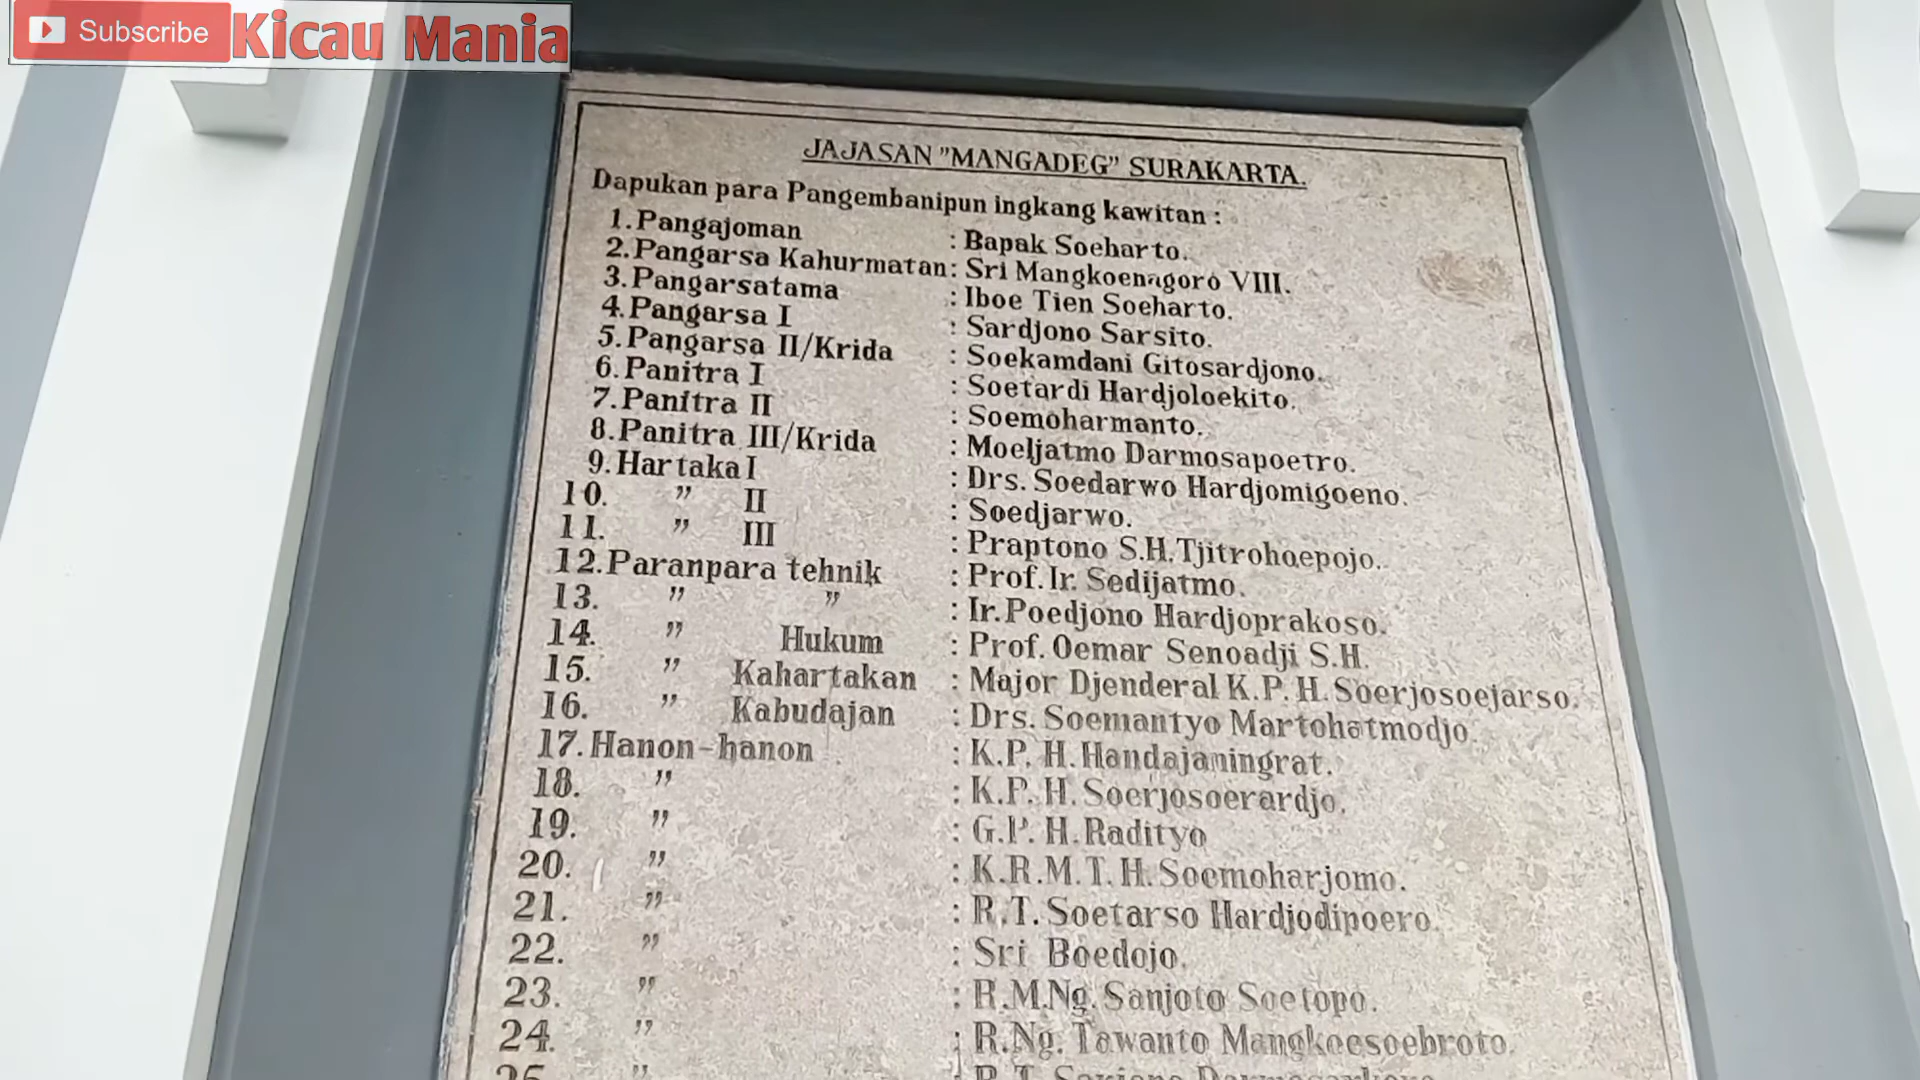 Subscribe Kicau Mania
JAJASAN "MANGADEG" SURAKARTA.
Dapukan para Pangembanipun ingkang kawitan :
1. Pangajoman : Bapak Soeharto.
2. Pangarsa Kahurmatan : Sri Mangkoenagoro VIII.
3. Pangarsatama : Iboe Tien Soeharto.
4. Pangarsa I : Sardjono Sarsito.
5. Pangarsa II/Krida : Soekamdani Gitosardjono.
6. Panitra I : Soetardi Hardjoloekito.
7. Panitra II : Soemoharmanto.
8. Panitra III/Krida : Moeljatmo Darmosapoetro.
9. Hartaka I : Drs. Soedarwo Hardjomigoeno.
10. " II : Soedjarwo.
11. " III : Praptono S.H. Tjitrohoepojo.
12. Paranpara tehnik : Prof. Ir. Sedijatmo.
13. " " : Ir. Poedjono Hardjoprakoso.
14. " Hukum : Prof. Oemar Senoadji S.H.
15. " Kahartakan : Major Djenderal K.P.H. Soerjosoejarso.
16. " Kabudajan : Drs. Soemantyo Martohatmodjo.
17. Hanon-hanon : K.P.H. Handajaningrat.
18. " : K.P.H. Soerjosoerardjo.
19. " : G.P.H. Radityo
20. " : K.R.M.T.H. Soemoharjomo.
21. " : R.T. Soetarso Hardjodipoero.
22. " : Sri Boedojo.
23. " : R.M.Ng. Sanjoto Soetopo.
24. " : R.Ng. Tawanto Mangkoesoebroto.
25. " : R.T.